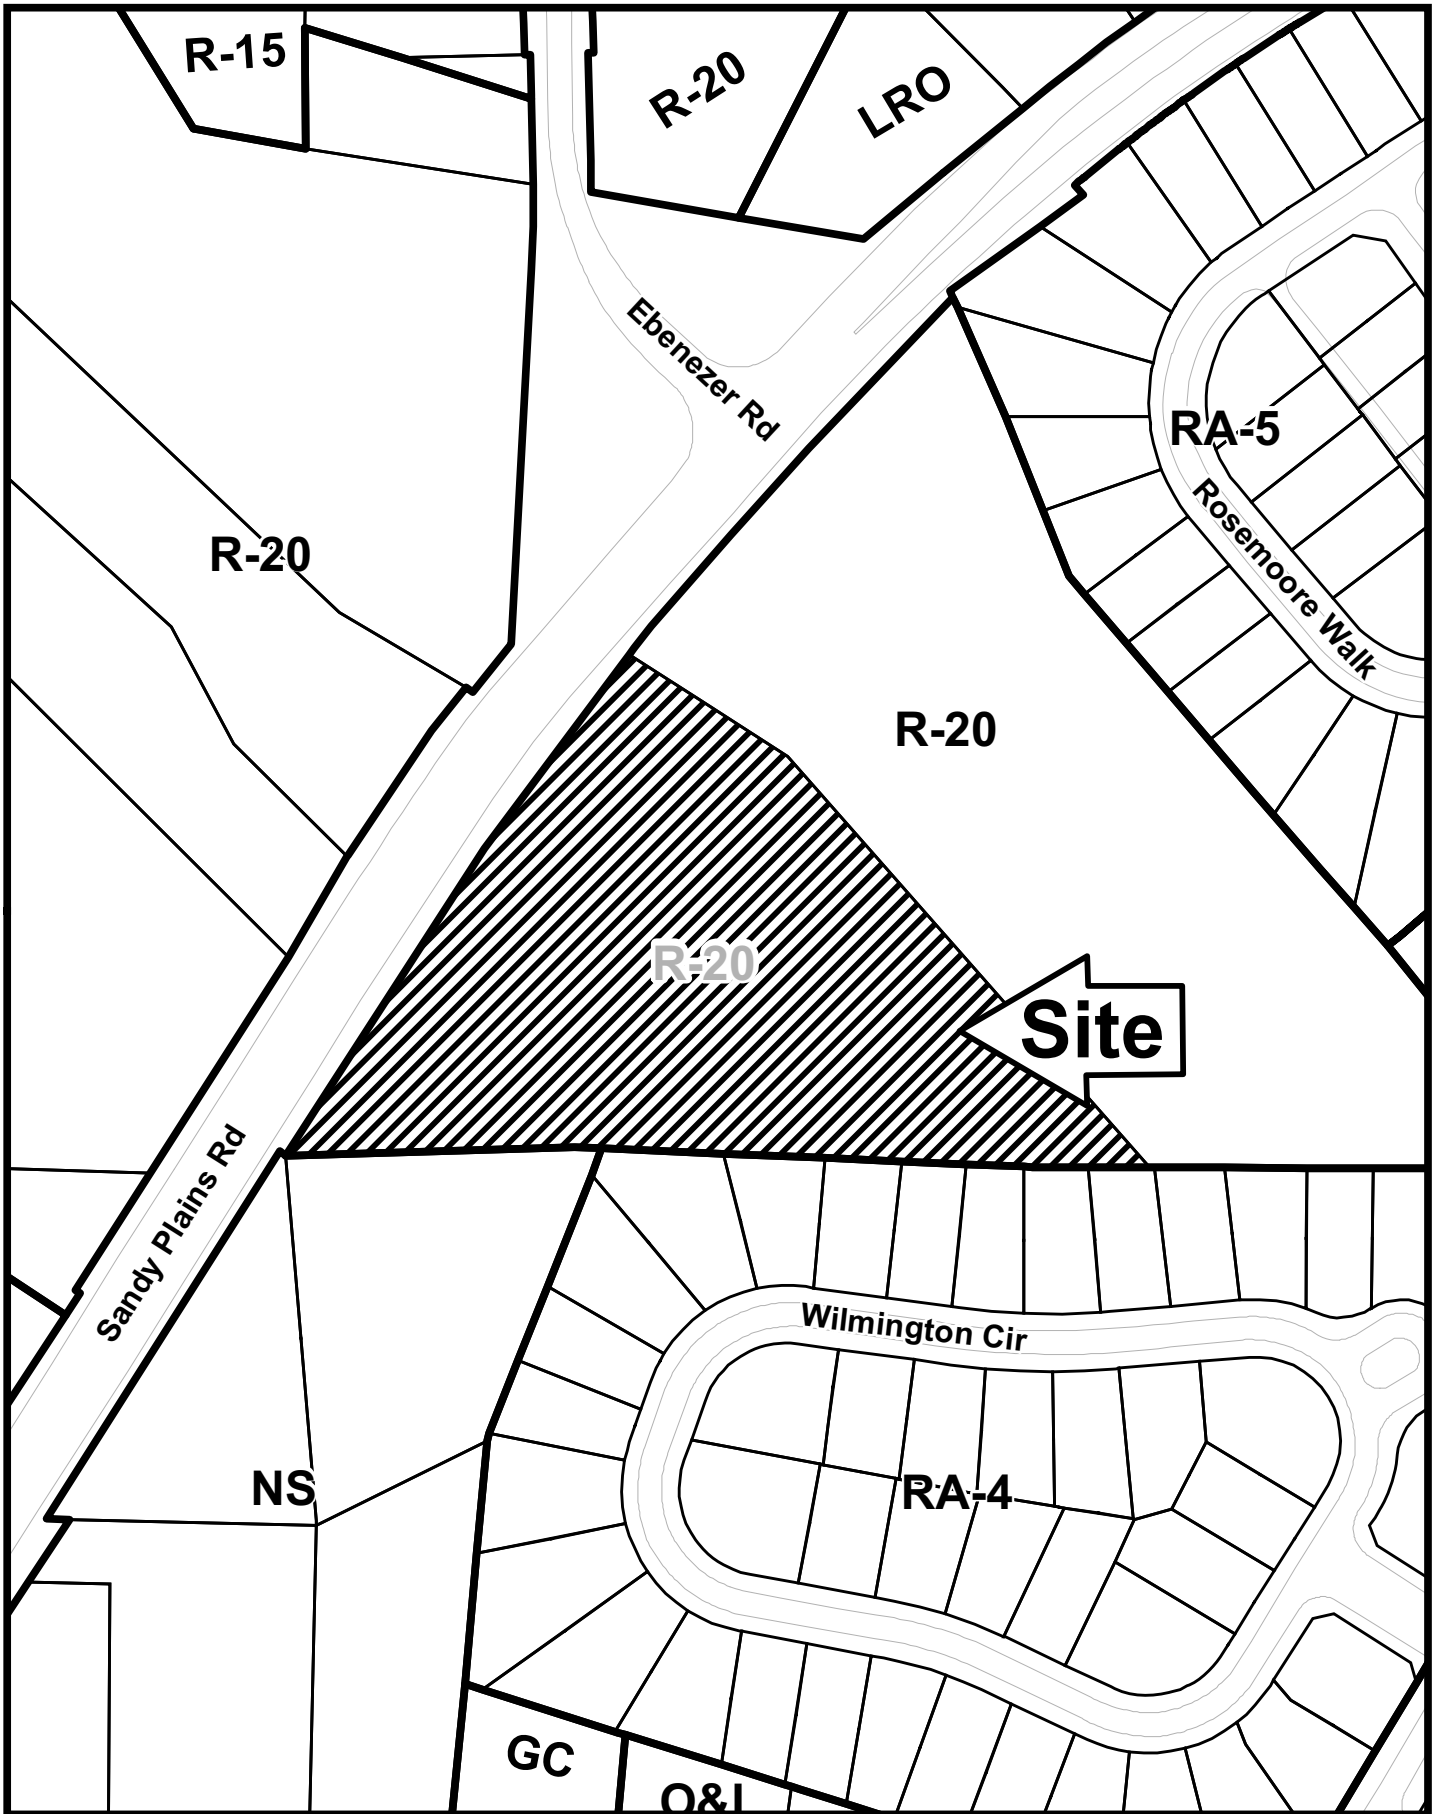 R-15
R-20
LRO
Ebenezer Rd
RA-5
Rosemoore Walk
R-20
R-20
R-20
Site
Sandy Plains Rd
Wilmington Cir
NS
RA-4
GC
O&I